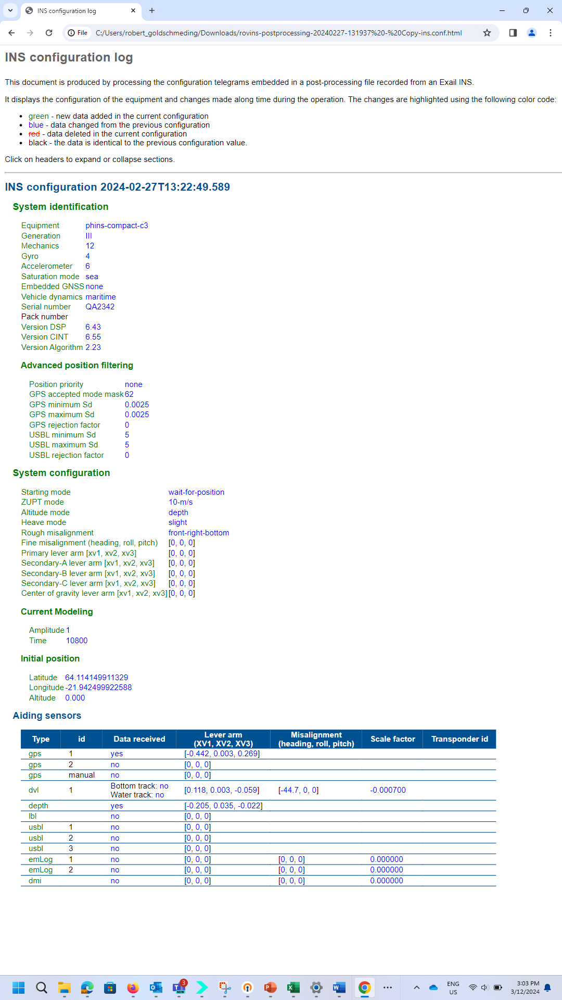 INS configuration log
File C:/Users/robert_goldschmeding/Downloads/rovins-postprocessing-20240227-131937%20-%20Copy-ins.conf.html
INS configuration log
This document is produced by processing the configuration telegrams embedded in a post-processing file recorded from an Exail INS.
It displays the configuration of the equipment and changes made along time during the operation. The changes are highlighted using the following color code:
• green - new data added in the current configuration
• blue - data changed from the previous configuration
• red - data deleted in the current configuration
• black - the data is identical to the previous configuration value.
Click on headers to expand or collapse sections.
INS configuration 2024-02-27T13:22:49.589
System identification
Equipment phins-compact-c3
Generation III
Mechanics 12
Gyro 4
Accelerometer 6
Saturation mode sea
Embedded GNSS none
Vehicle dynamics maritime
Serial number QA2342
Pack number
Version DSP 6.43
Version CINT 6.55
Version Algorithm 2.23
Advanced position filtering
Position priority none
GPS accepted mode mask 62
GPS minimum Sd 0.0025
GPS maximum Sd 0.0025
GPS rejection factor 0
USBL minimum Sd 5
USBL maximum Sd 5
USBL rejection factor 0
System configuration
Starting mode wait-for-position
ZUPT mode 10-m/s
Altitude mode depth
Heave mode slight
Rough misalignment front-right-bottom
Fine misalignment (heading, roll, pitch) [0, 0, 0]
Primary lever arm [xv1, xv2, xv3] [0, 0, 0]
Secondary-A lever arm [xv1, xv2, xv3] [0, 0, 0]
Secondary-B lever arm [xv1, xv2, xv3] [0, 0, 0]
Secondary-C lever arm [xv1, xv2, xv3] [0, 0, 0]
Center of gravity lever arm [xv1, xv2, xv3] [0, 0, 0]
Current Modeling
Amplitude 1
Time 10800
Initial position
Latitude 64.114149911329
Longitude -21.942499922588
Altitude 0.000
Aiding sensors
Type id Data received Lever arm (XV1, XV2, XV3) Misalignment (heading, roll, pitch) Scale factor Transponder id
gps 1 yes [-0.442, 0.003, 0.269]
gps 2 no [0, 0, 0]
gps manual no [0, 0, 0]
dvl 1 Bottom track: no Water track: no [0.118, 0.003, -0.059] [-44.7, 0, 0] -0.000700
depth yes [-0.205, 0.035, -0.022]
lbl no [0, 0, 0]
usbl 1 no [0, 0, 0]
usbl 2 no [0, 0, 0]
usbl 3 no [0, 0, 0]
emLog 1 no [0, 0, 0] [0, 0, 0] 0.000000
emLog 2 no [0, 0, 0] [0, 0, 0] 0.000000
dmi no [0, 0, 0] [0, 0, 0] 0.000000
3
NEW
ENG
US
3:03 PM
3/12/2024